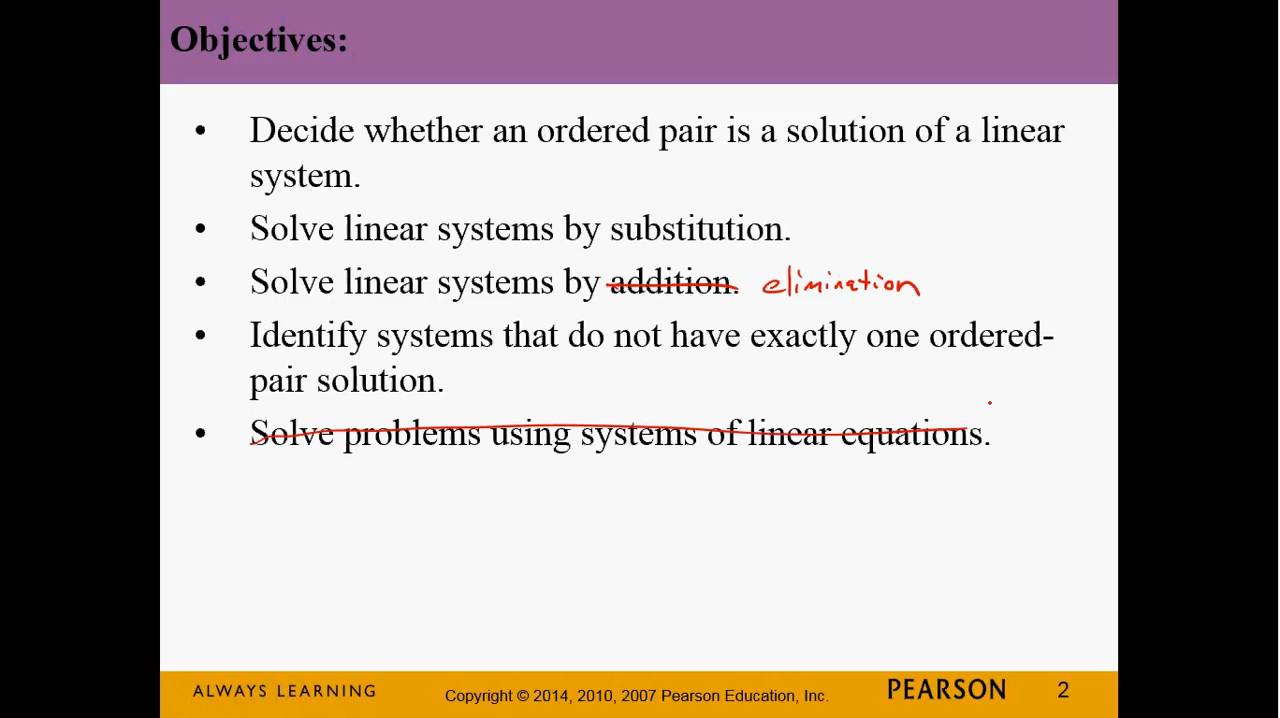 Objectives:
• Decide whether an ordered pair is a solution of a linear
system.
• Solve linear systems by substitution.
• Solve linear systems by addition. elimination
• Identify systems that do not have exactly one ordered-
pair solution.
• Solve problems using systems of linear equations.
ALWAYS LEARNING Copyright © 2014, 2010, 2007 Pearson Education, Inc. PEARSON 2